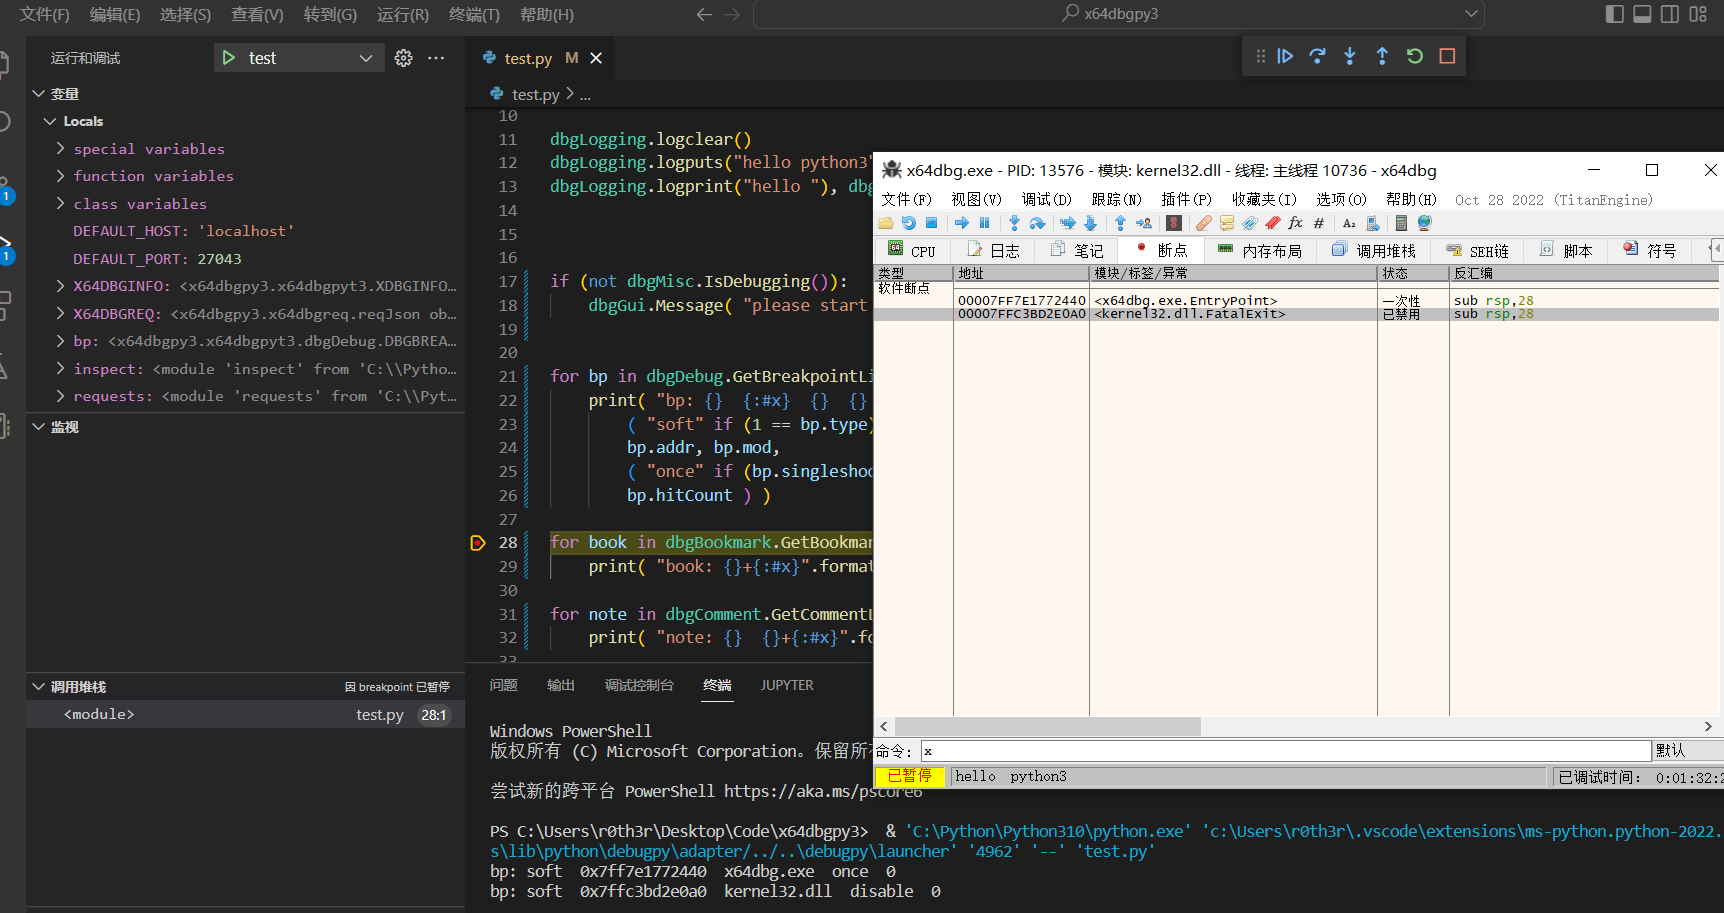 文件(F) 编辑(E) 选择(S) 查看(V) 转到(G) 运行(R) 终端(T) 帮助(H) x64dbgpy3
运行和调试 test
变量
Locals
special variables
function variables
class variables
DEFAULT_HOST: 'localhost'
DEFAULT_PORT: 27043
X64DBGINFO: <x64dbgpy3.x64dbgpyt3.XDBGINFO...
X64DBGREQ: <x64dbgpy3.x64dbgreq.reqJson ob...
bp: <x64dbgpy3.x64dbgpyt3.dbgDebug.DBGBREA...
inspect: <module 'inspect' from 'C:\\Pytho...
requests: <module 'requests' from 'C:\\Pyt...
监视
调用堆栈 因 breakpoint 已暂停
<module> test.py 28:1
1
1
test.py M
test.py > ...
10
11 dbgLogging.logclear()
12 dbgLogging.logputs("hello python3"
13 dbgLogging.logprint("hello "), dbg
14
15
16
17 if (not dbgMisc.IsDebugging()):
18 dbgGui.Message( "please start
19
20
21 for bp in dbgDebug.GetBreakpointLi
22 print( "bp: {}  {:#x}  {}  {}
23 ( "soft" if (1 == bp.type)
24 bp.addr, bp.mod,
25 ( "once" if (bp.singleshoo
26 bp.hitCount ) )
27
28 for book in dbgBookmark.GetBookmar
29 print( "book: {}+{:#x}".format
30
31 for note in dbgComment.GetCommentL
32 print( "note: {}  {}+{:#x}".fo
33
问题 输出 调试控制台 终端 JUPYTER
Windows PowerShell
版权所有 (C) Microsoft Corporation。保留所有
尝试新的跨平台 PowerShell https://aka.ms/pscore6
PS C:\Users\r0th3r\Desktop\Code\x64dbgpy3>  & 'C:\Python\Python310\python.exe' 'c:\Users\r0th3r\.vscode\extensions\ms-python.python-2022.
s\lib\python\debugpy\adapter/../..\debugpy\launcher' '4962' '--' 'test.py'
bp: soft  0x7ff7e1772440  x64dbg.exe  once  0
bp: soft  0x7ffc3bd2e0a0  kernel32.dll  disable  0
x64dbg.exe - PID: 13576 - 模块: kernel32.dll - 线程: 主线程 10736 - x64dbg
文件(F) 视图(V) 调试(D) 跟踪(N) 插件(P) 收藏夹(I) 选项(O) 帮助(H) Oct 28 2022 (TitanEngine)
CPU 日志 笔记 断点 内存布局 调用堆栈 SEH链 脚本 符号
类型 地址 模块/标签/异常 状态 反汇编
软件断点
00007FF7E1772440 <x64dbg.exe.EntryPoint> 一次性 sub rsp,28
00007FFC3BD2E0A0 <kernel32.dll.FatalExit> 已禁用 sub rsp,28
命令: x 默认
已暂停 hello  python3 已调试时间: 0:01:32:2